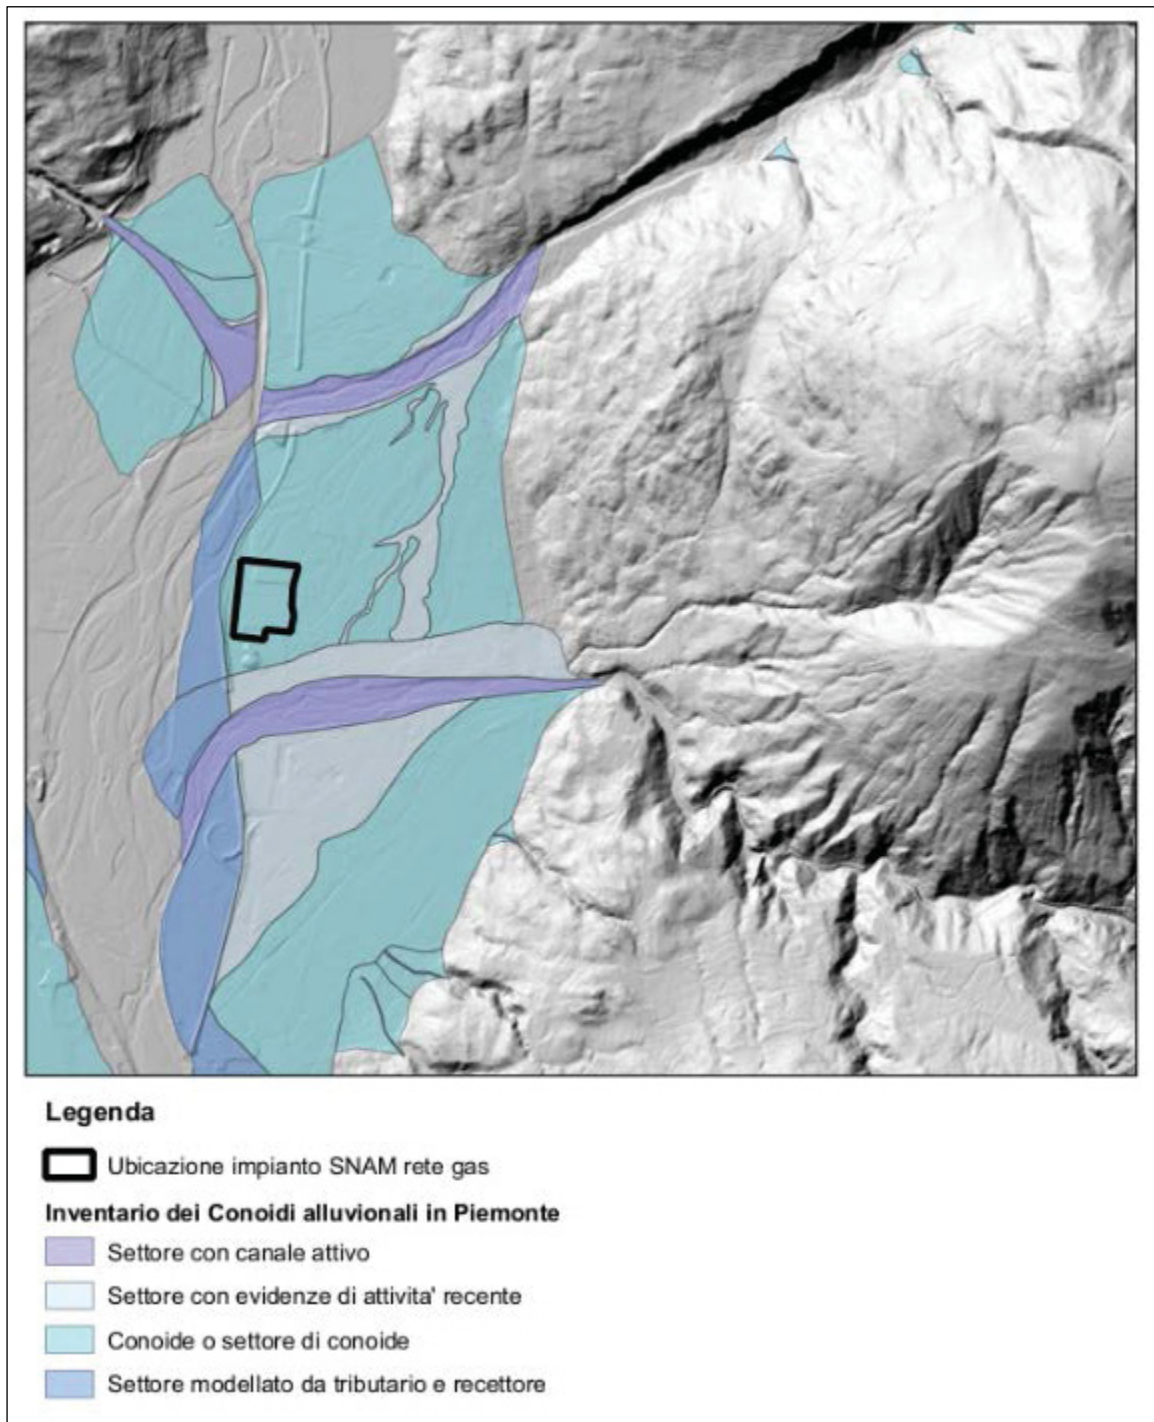 Legenda
Ubicazione impianto SNAM rete gas
Inventario dei Conoidi alluvionali in Piemonte
Settore con canale attivo
Settore con evidenze di attivita' recente
Conoide o settore di conoide
Settore modellato da tributario e recettore